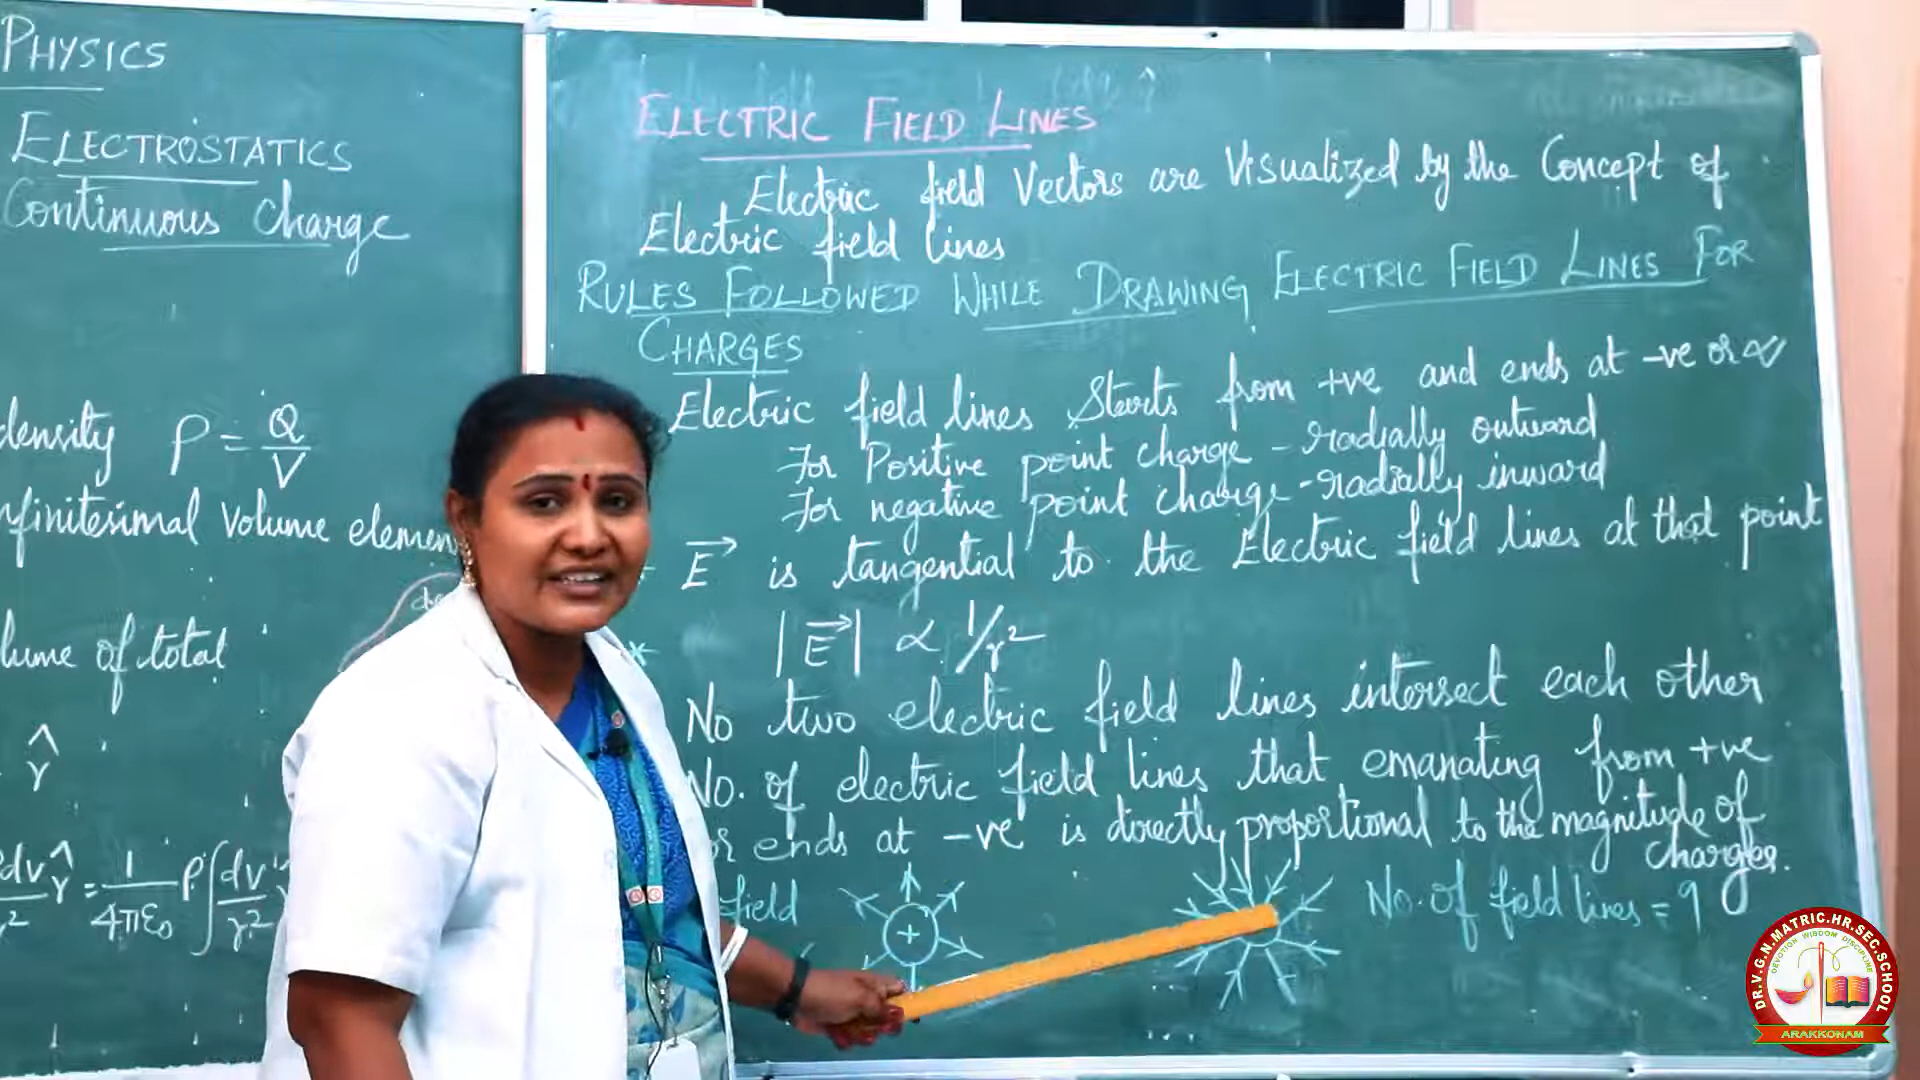 PHYSICS
ELECTROSTATICS
Continuous Charge
density ρ = Q/V
nfinitesimal Volume elemen
lume of total
r̂
dv/r² r̂ = 1/4πε₀ ρ∫dv/r²
ELECTRIC FIELD LINES
Electric field Vectors are Visualized by the Concept of
Electric field lines
RULES FOLLOWED WHILE DRAWING ELECTRIC FIELD LINES FOR
CHARGES
Electric field lines Starts from +ve and ends at -ve or ∞
For Positive point charge - radially outward
For negative point charge - radially inward
E⃗ is tangential to the Electric field lines at that point
|E⃗| ∝ 1/r²
No two electric field lines intersect each other
No. of electric field lines that emanating from +ve
or ends at -ve is directly proportional to the magnitude of
charges.
field
+
No. of field lines = 9
DR.V.G.N.MATRIC.HR.SEC.SCHOOL
DEVOTION WISDOM DISCIPLINE
ARAKKONAM